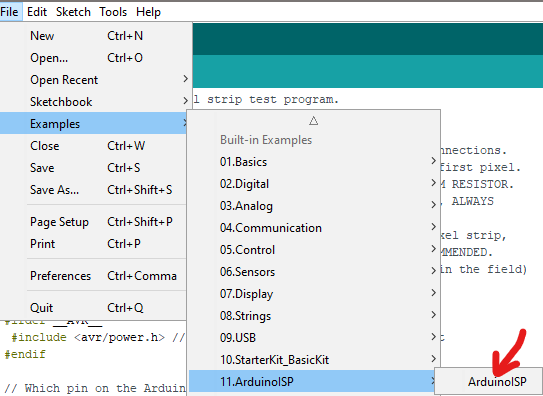 File Edit Sketch Tools Help
New Ctrl+N
Open... Ctrl+O
Open Recent
Sketchbook
Examples
Close Ctrl+W
Save Ctrl+S
Save As... Ctrl+Shift+S
Page Setup Ctrl+Shift+P
Print Ctrl+P
Preferences Ctrl+Comma
Quit Ctrl+Q
l strip test program.
Built-in Examples
01.Basics
02.Digital
03.Analog
04.Communication
05.Control
06.Sensors
07.Display
08.Strings
09.USB
10.StarterKit_BasicKit
11.ArduinoISP
ArduinoISP
nnections.
first pixel.
M RESISTOR.
ALWAYS
xel strip,
MMENDED.
in the field)
#include <avr/power.h> //
t
#endif
// Which pin on the Arduin